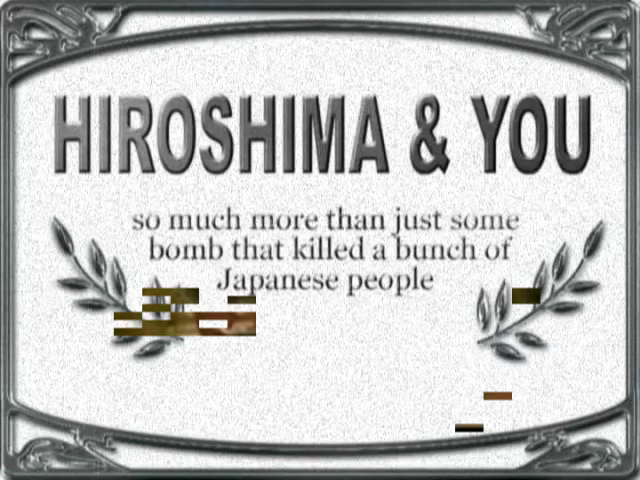 HIROSHIMA & YOU
so much more than just some
bomb that killed a bunch of
Japanese people